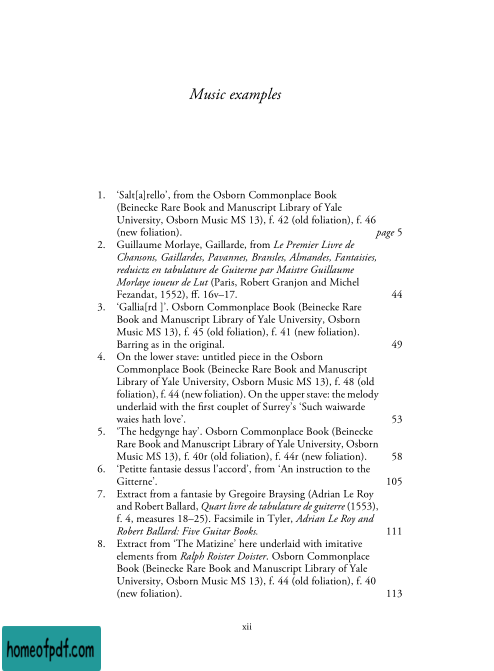 Music examples
1. ‘Salt[a]rello’, from the Osborn Commonplace Book
(Beinecke Rare Book and Manuscript Library of Yale
University, Osborn Music MS 13), f. 42 (old foliation), f. 46
(new foliation). page 5
2. Guillaume Morlaye, Gaillarde, from Le Premier Livre de
Chansons, Gaillardes, Pavannes, Bransles, Almandes, Fantaisies,
reduictz en tabulature de Guiterne par Maistre Guillaume
Morlaye ioueur de Lut (Paris, Robert Granjon and Michel
Fezandat, 1552), ff. 16v–17. 44
3. ‘Gallia[rd ]’. Osborn Commonplace Book (Beinecke Rare
Book and Manuscript Library of Yale University, Osborn
Music MS 13), f. 45 (old foliation), f. 41 (new foliation).
Barring as in the original. 49
4. On the lower stave: untitled piece in the Osborn
Commonplace Book (Beinecke Rare Book and Manuscript
Library of Yale University, Osborn Music MS 13), f. 48 (old
foliation), f. 44 (new foliation). On the upper stave: the melody
underlaid with the first couplet of Surrey’s ‘Such waiwarde
waies hath love’. 53
5. ‘The hedgynge hay’. Osborn Commonplace Book (Beinecke
Rare Book and Manuscript Library of Yale University, Osborn
Music MS 13), f. 40r (old foliation), f. 44r (new foliation). 58
6. ‘Petitte fantasie dessus l’accord’, from ‘An instruction to the
Gitterne’. 105
7. Extract from a fantasie by Gregoire Braysing (Adrian Le Roy
and Robert Ballard, Quart livre de tabulature de guiterre (1553),
f. 4, measures 18–25). Facsimile in Tyler, Adrian Le Roy and
Robert Ballard: Five Guitar Books. 111
8. Extract from ‘The Matizine’ here underlaid with imitative
elements from Ralph Roister Doister. Osborn Commonplace
Book (Beinecke Rare Book and Manuscript Library of Yale
University, Osborn Music MS 13), f. 44 (old foliation), f. 40
(new foliation). 113
xii
homeofpdf.com